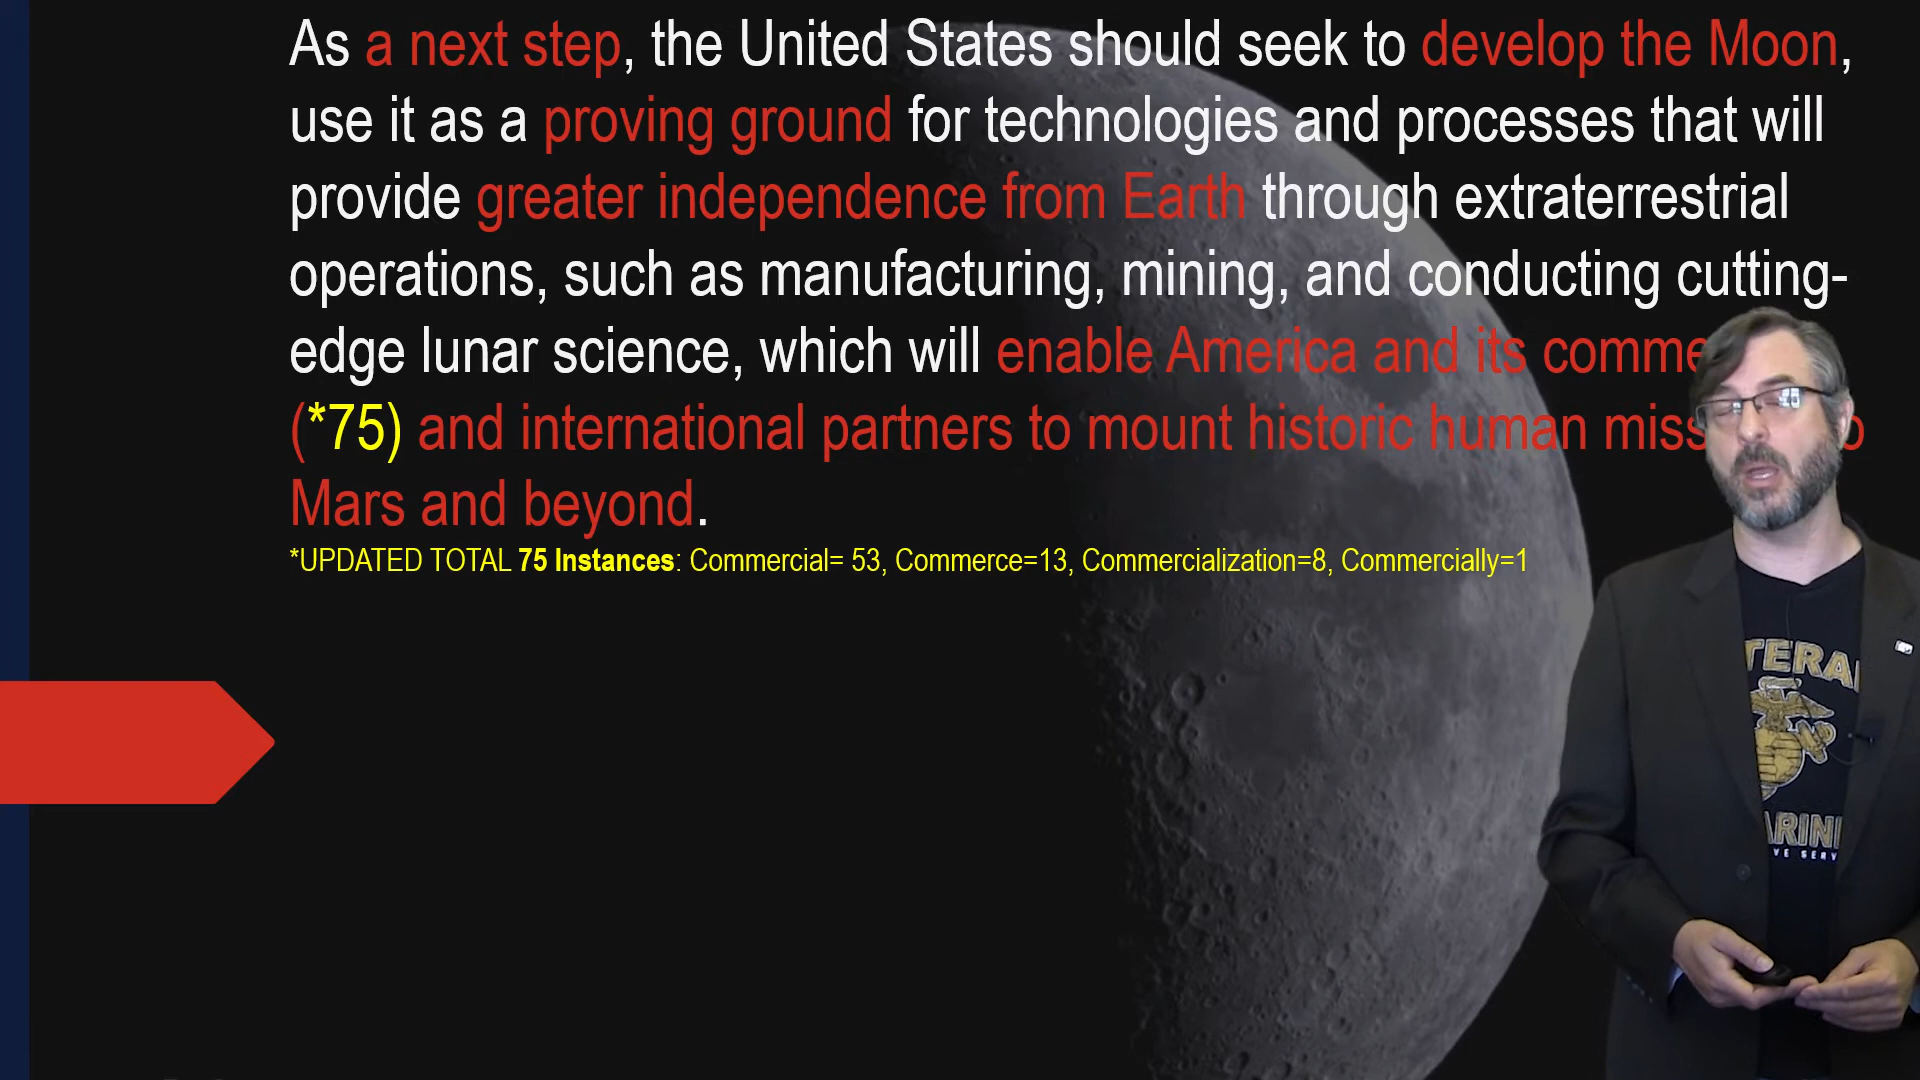 As a next step, the United States should seek to develop the Moon,
use it as a proving ground for technologies and processes that will
provide greater independence from Earth through extraterrestrial
operations, such as manufacturing, mining, and conducting cutting-
edge lunar science, which will enable America and its
(*75) and international partners to mount historic human
Mars and beyond.
*UPDATED TOTAL 75 Instances: Commercial= 53, Commerce=13, Commercialization=8, Commercially=1